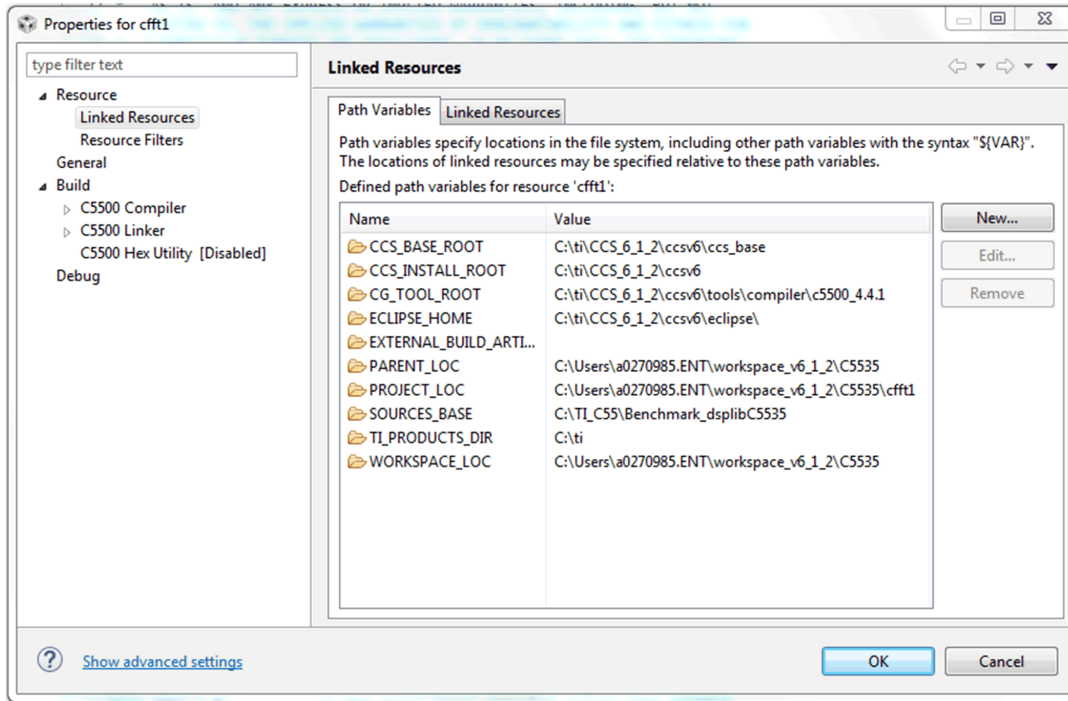 Properties for cfft1
type filter text
Linked Resources
Resource
Linked Resources
Resource Filters
General
Build
C5500 Compiler
C5500 Linker
C5500 Hex Utility [Disabled]
Debug
Path Variables Linked Resources
Path variables specify locations in the file system, including other path variables with the syntax "${VAR}".
The locations of linked resources may be specified relative to these path variables.
Defined path variables for resource 'cfft1':
Name Value
CCS_BASE_ROOT C:\ti\CCS_6_1_2\ccsv6\ccs_base
CCS_INSTALL_ROOT C:\ti\CCS_6_1_2\ccsv6
CG_TOOL_ROOT C:\ti\CCS_6_1_2\ccsv6\tools\compiler\c5500_4.4.1
ECLIPSE_HOME C:\ti\CCS_6_1_2\ccsv6\eclipse\
EXTERNAL_BUILD_ARTI...
PARENT_LOC C:\Users\a0270985.ENT\workspace_v6_1_2\C5535
PROJECT_LOC C:\Users\a0270985.ENT\workspace_v6_1_2\C5535\cfft1
SOURCES_BASE C:\TI_C55\Benchmark_dsplibC5535
TI_PRODUCTS_DIR C:\ti
WORKSPACE_LOC C:\Users\a0270985.ENT\workspace_v6_1_2\C5535
New...
Edit...
Remove
Show advanced settings
OK Cancel